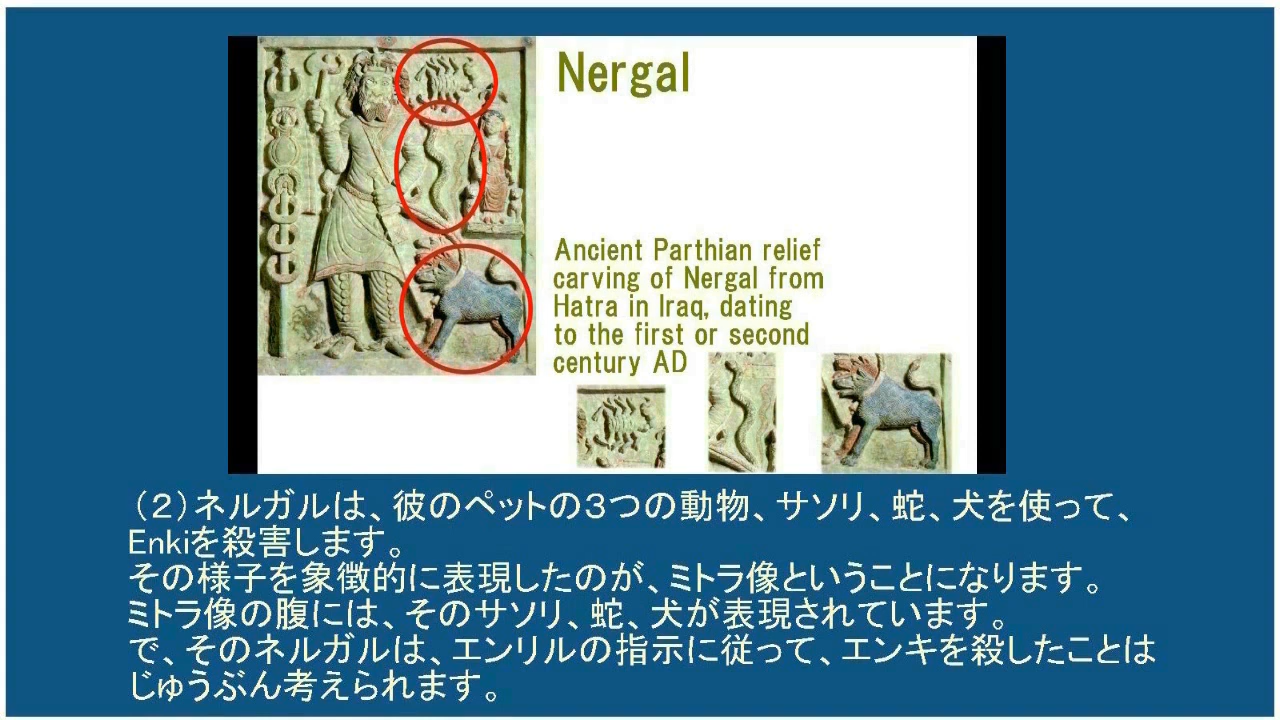 Nergal
Ancient Parthian relief
carving of Nergal from
Hatra in Iraq, dating
to the first or second
century AD
(2)ネルガルは、彼のペットの3つの動物、サソリ、蛇、犬を使って、
Enkiを殺害します。
その様子を象徴的に表現したのが、ミトラ像ということになります。
ミトラ像の腹には、そのサソリ、蛇、犬が表現されています。
で、そのネルガルは、エンリルの指示に従って、エンキを殺したことは
じゅうぶん考えられます。